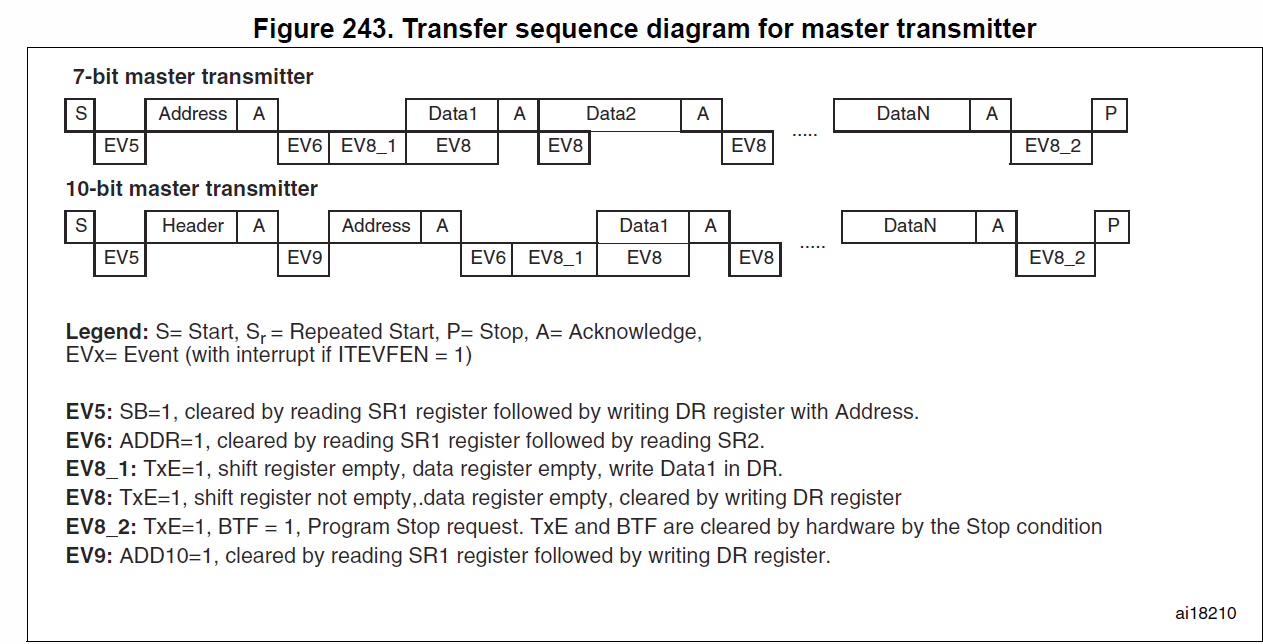 Figure 243. Transfer sequence diagram for master transmitter
7-bit master transmitter
S Address A Data1 A Data2 A ..... DataN A P
EV5 EV6 EV8_1 EV8 EV8 EV8 EV8_2
10-bit master transmitter
S Header A Address A Data1 A ..... DataN A P
EV5 EV9 EV6 EV8_1 EV8 EV8 EV8_2
Legend: S= Start, Sr = Repeated Start, P= Stop, A= Acknowledge,
EVx= Event (with interrupt if ITEVFEN = 1)
EV5: SB=1, cleared by reading SR1 register followed by writing DR register with Address.
EV6: ADDR=1, cleared by reading SR1 register followed by reading SR2.
EV8_1: TxE=1, shift register empty, data register empty, write Data1 in DR.
EV8: TxE=1, shift register not empty,.data register empty, cleared by writing DR register
EV8_2: TxE=1, BTF = 1, Program Stop request. TxE and BTF are cleared by hardware by the Stop condition
EV9: ADD10=1, cleared by reading SR1 register followed by writing DR register.
ai18210